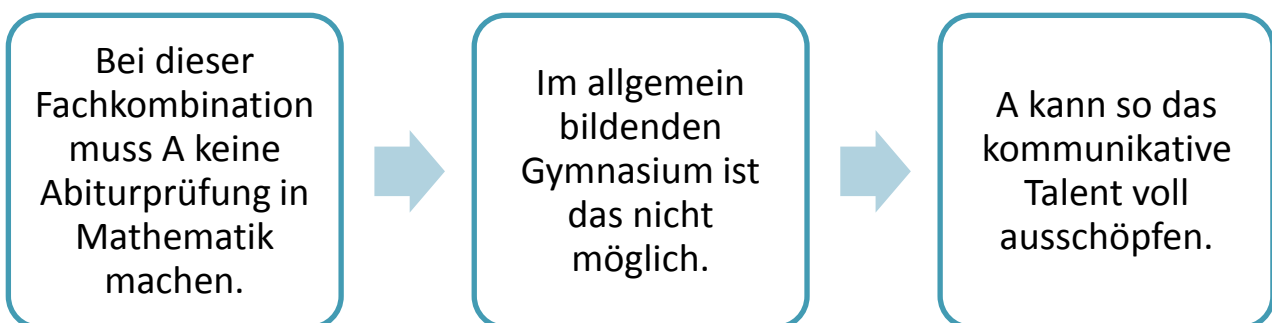 Bei dieser
Fachkombination
muss A keine
Abiturprüfung in
Mathematik
machen.
Im allgemein
bildenden
Gymnasium ist
das nicht
möglich.
A kann so das
kommunikative
Talent voll
ausschöpfen.